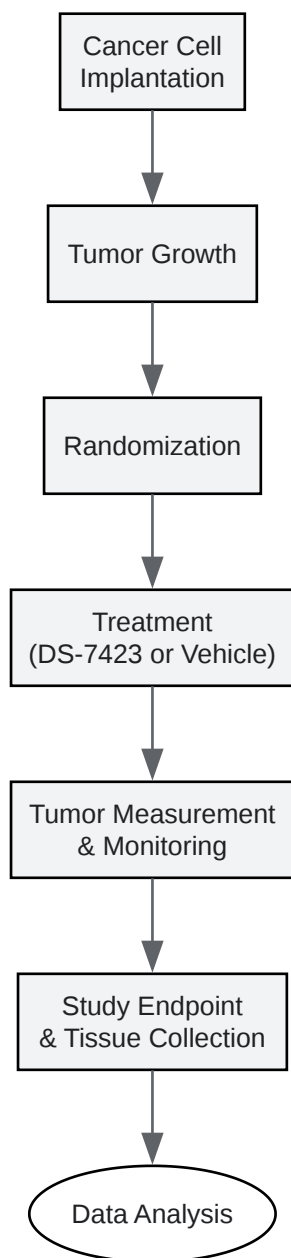 Cancer Cell
Implantation
Tumor Growth
Randomization
Treatment
(DS-7423 or Vehicle)
Tumor Measurement
& Monitoring
Study Endpoint
& Tissue Collection
Data Analysis